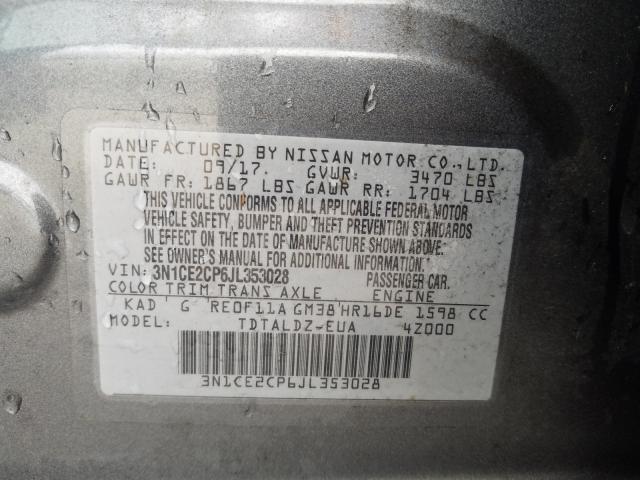 MANUFACTURED BY NISSAN MOTOR CO., LTD.
DATE: 09/17. GVWR: 3470 LBS
GAWR FR: 1867 LBS GAWR RR: 1704 LBS
THIS VEHICLE CONFORMS TO ALL APPLICABLE FEDERAL MOTOR
VEHICLE SAFETY, BUMPER AND THEFT PREVENTION STANDARDS
IN EFFECT ON THE DATE OF MANUFACTURE SHOWN ABOVE.
SEE OWNER'S MANUAL FOR ADDITIONAL INFORMATION.
VIN: 3N1CE2CP6JL353028 PASSENGER CAR.
COLOR TRIM TRANS AXLE ENGINE
KAD G RE0F11A GM38 HR16DE 1598 CC
MODEL: TDTALDZ-EUA 4Z000
3N1CE2CP6JL353028